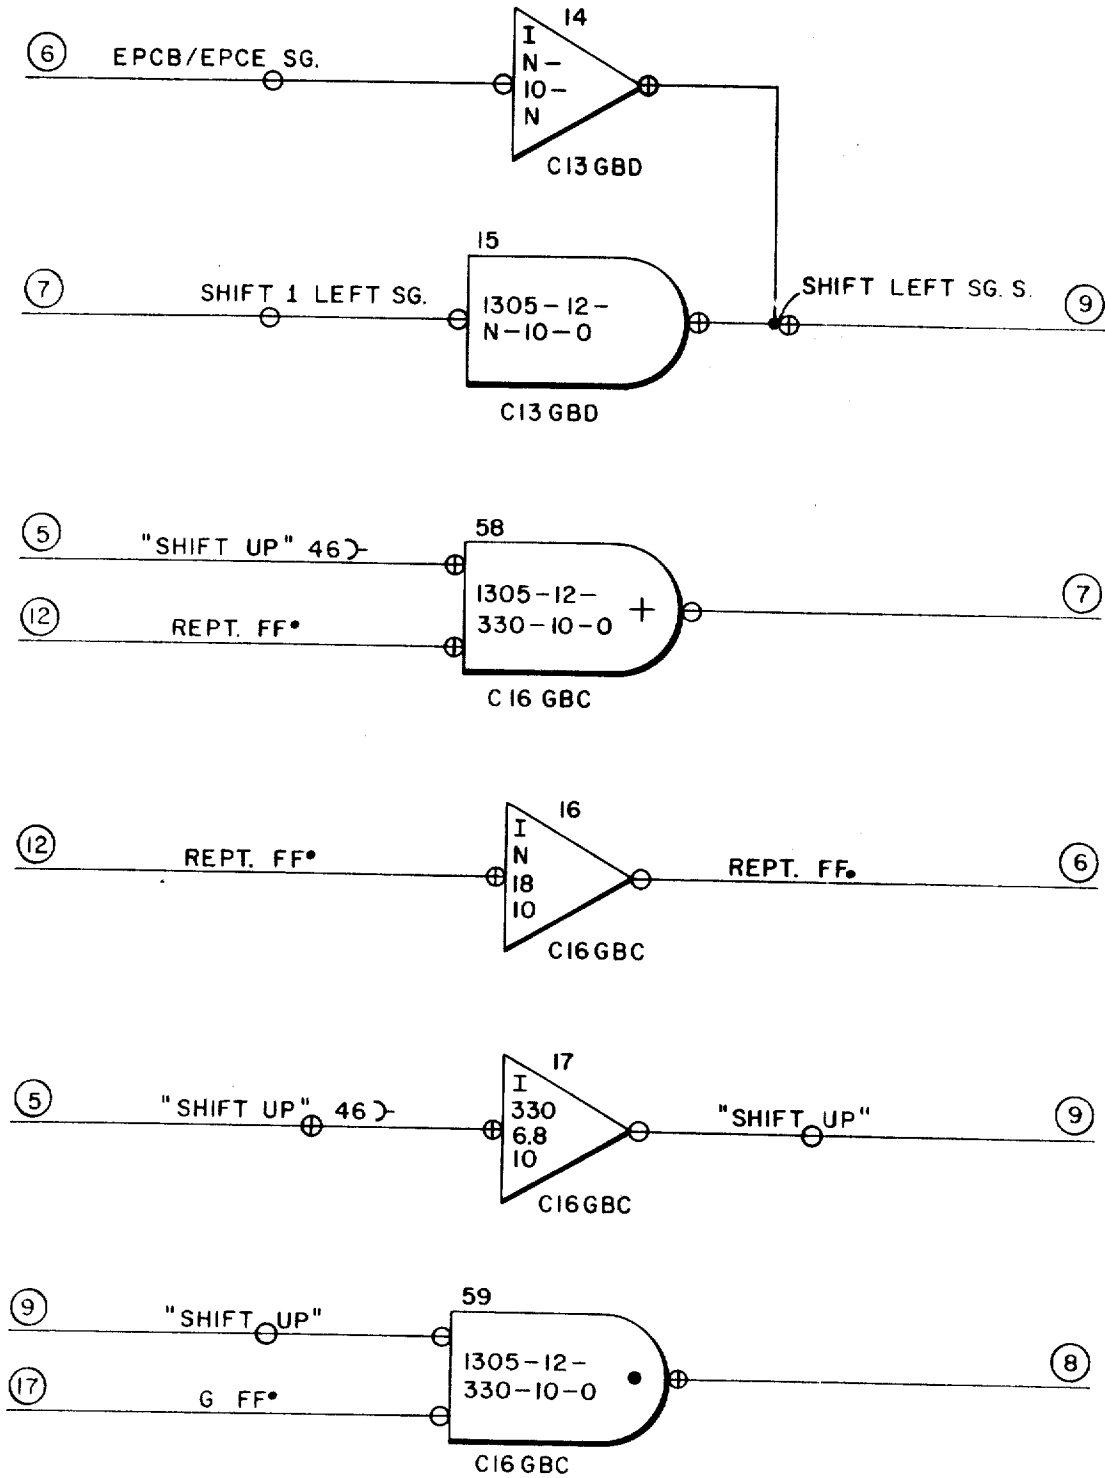 14
6 EPCB/EPCE SG.
I
N-
10-
N
C13GBD
15
7 SHIFT 1 LEFT SG.
1305-12-
N-10-0
SHIFT LEFT SG. S.
9
C13GBD
58
5 "SHIFT UP" 46
1305-12-
330-10-0 +
7
12 REPT. FF•
C16GBC
16
12 REPT. FF•
I
N
18
10
REPT. FF.
6
C16GBC
17
5 "SHIFT UP" 46
I
330
6.8
10
"SHIFT UP"
9
C16GBC
59
9 "SHIFT UP"
1305-12-
330-10-0 •
8
17 G FF•
C16GBC